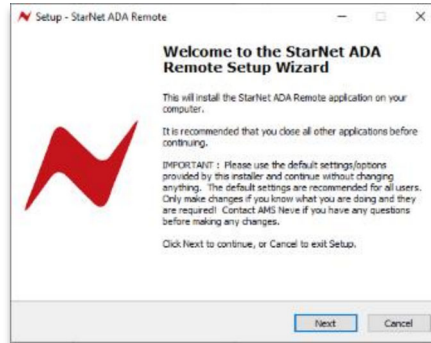 Setup - StarNet ADA Remote
Welcome to the StarNet ADA
Remote Setup Wizard
This will install the StarNet ADA Remote application on your
computer.
It is recommended that you close all other applications before
continuing.
IMPORTANT : Please use the default settings/options
provided by this installer and continue without changing
anything. The default settings are recommended for all users.
Only make changes if you know what you are doing and they
are required! Contact AMS Neve if you have any questions
before making any changes.
Click Next to continue, or Cancel to exit Setup.
Next Cancel